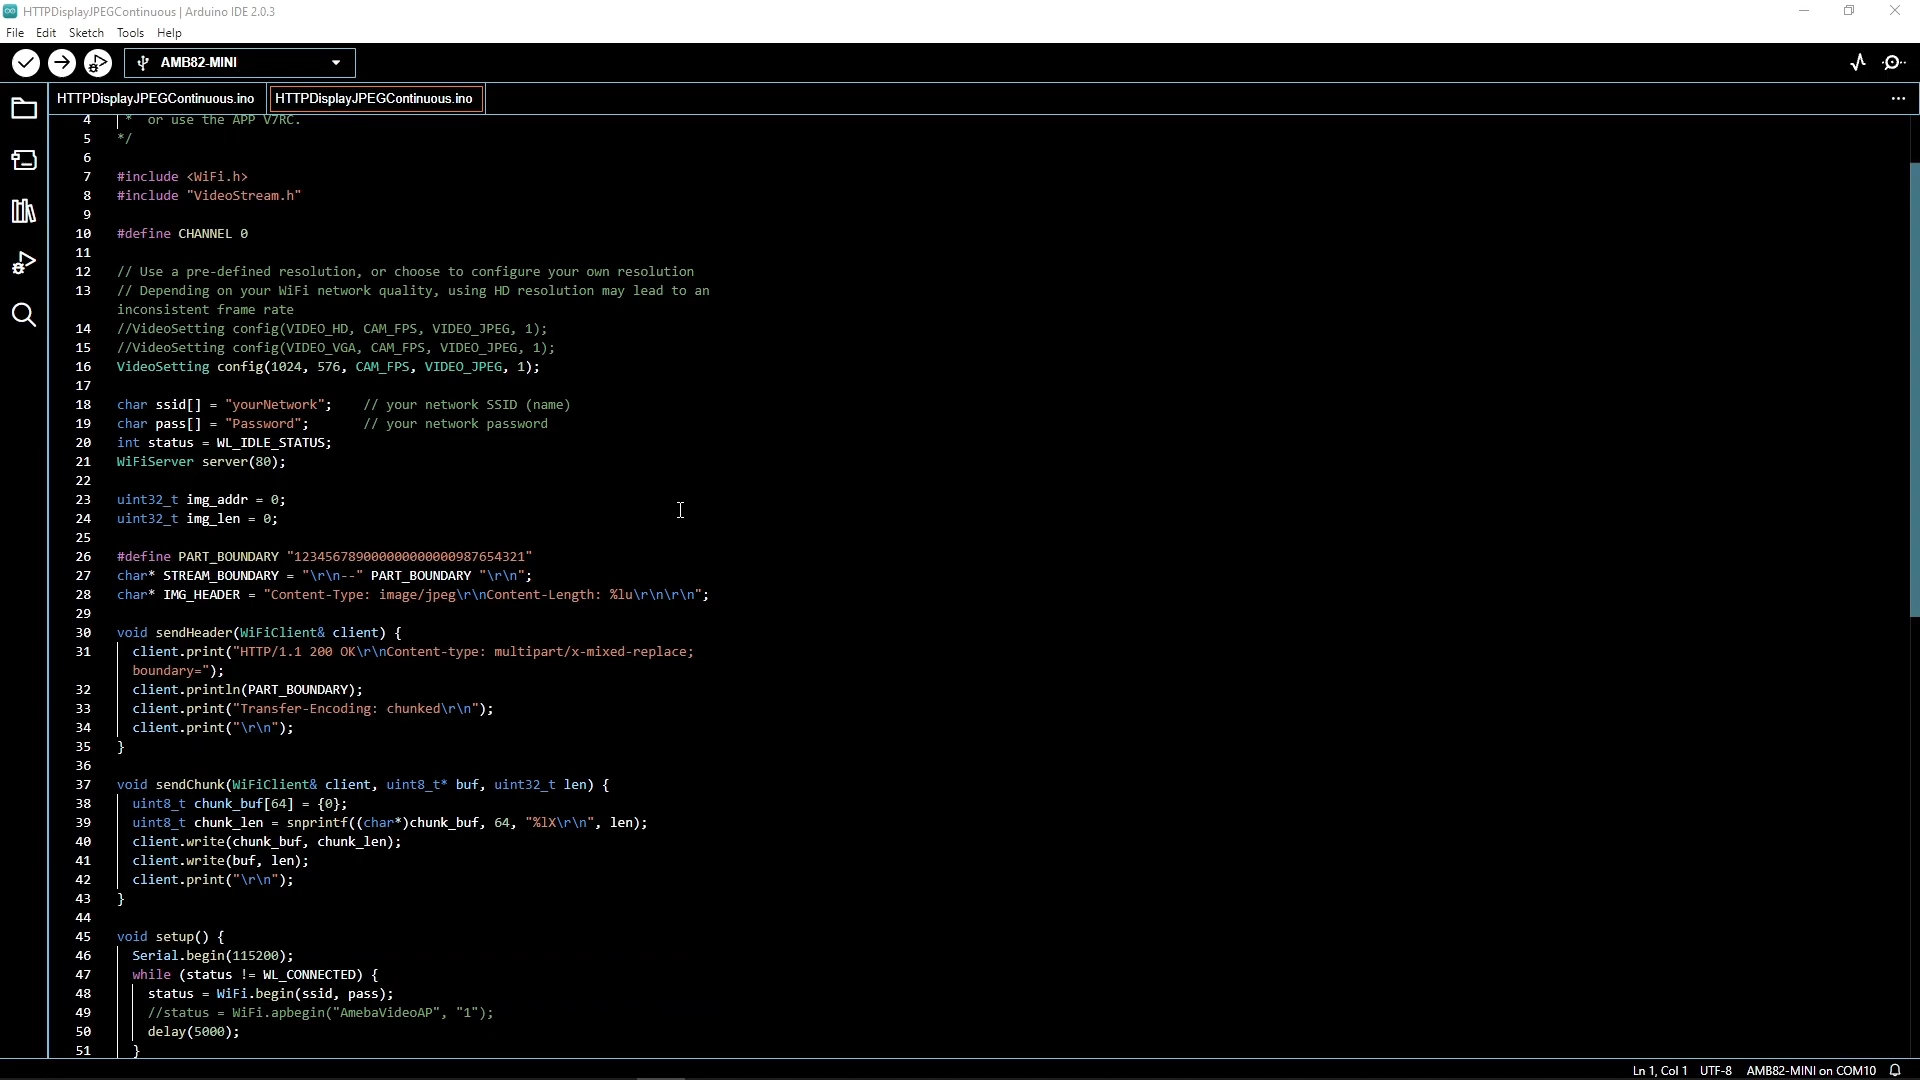 HTTPDisplayJPEGContinuous | Arduino IDE 2.0.3
File Edit Sketch Tools Help
AMB82-MINI
HTTPDisplayJPEGContinuous.ino HTTPDisplayJPEGContinuous.ino ...
4 * or use the APP V7RC.
5 */
6
7 #include <WiFi.h>
8 #include "VideoStream.h"
9
10 #define CHANNEL 0
11
12 // Use a pre-defined resolution, or choose to configure your own resolution
13 // Depending on your WiFi network quality, using HD resolution may lead to an
inconsistent frame rate
14 //VideoSetting config(VIDEO_HD, CAM_FPS, VIDEO_JPEG, 1);
15 //VideoSetting config(VIDEO_VGA, CAM_FPS, VIDEO_JPEG, 1);
16 VideoSetting config(1024, 576, CAM_FPS, VIDEO_JPEG, 1);
17
18 char ssid[] = "yourNetwork"; // your network SSID (name)
19 char pass[] = "Password"; // your network password
20 int status = WL_IDLE_STATUS;
21 WiFiServer server(80);
22
23 uint32_t img_addr = 0;
24 uint32_t img_len = 0;
25
26 #define PART_BOUNDARY "123456789000000000000987654321"
27 char* STREAM_BOUNDARY = "\r\n--" PART_BOUNDARY "\r\n";
28 char* IMG_HEADER = "Content-Type: image/jpeg\r\nContent-Length: %lu\r\n\r\n";
29
30 void sendHeader(WiFiClient& client) {
31 client.print("HTTP/1.1 200 OK\r\nContent-type: multipart/x-mixed-replace;
boundary=");
32 client.println(PART_BOUNDARY);
33 client.print("Transfer-Encoding: chunked\r\n");
34 client.print("\r\n");
35 }
36
37 void sendChunk(WiFiClient& client, uint8_t* buf, uint32_t len) {
38 uint8_t chunk_buf[64] = {0};
39 uint8_t chunk_len = snprintf((char*)chunk_buf, 64, "%lX\r\n", len);
40 client.write(chunk_buf, chunk_len);
41 client.write(buf, len);
42 client.print("\r\n");
43 }
44
45 void setup() {
46 Serial.begin(115200);
47 while (status != WL_CONNECTED) {
48 status = WiFi.begin(ssid, pass);
49 //status = WiFi.apbegin("AmebaVideoAP", "1");
50 delay(5000);
51 }
Ln 1, Col 1 UTF-8 AMB82-MINI on COM10